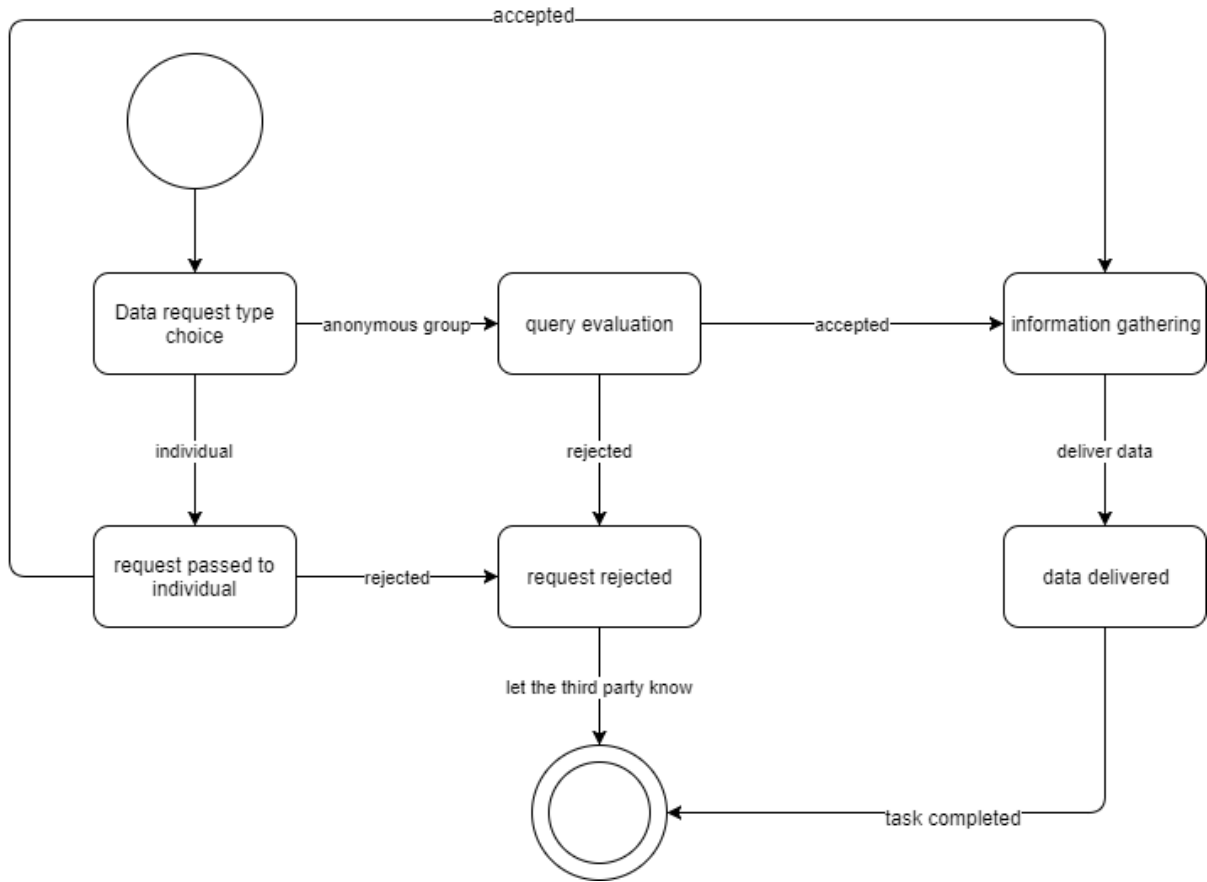 accepted
Data request type
choice
anonymous group
query evaluation
accepted
information gathering
individual
rejected
deliver data
request passed to
individual
rejected
request rejected
data delivered
let the third party know
task completed